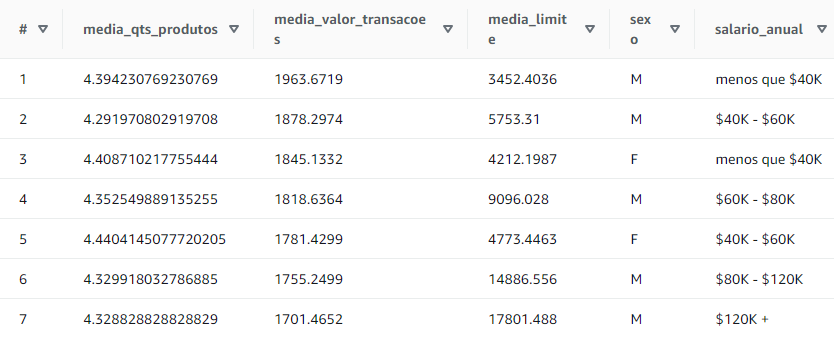 # media_qts_produtos media_valor_transacoes media_limite sexo salario_anual
1 4.394230769230769 1963.6719 3452.4036 M menos que $40K
2 4.291970802919708 1878.2974 5753.31 M $40K - $60K
3 4.408710217755444 1845.1332 4212.1987 F menos que $40K
4 4.352549889135255 1818.6364 9096.028 M $60K - $80K
5 4.4404145077720205 1781.4299 4773.4463 F $40K - $60K
6 4.329918032786885 1755.2499 14886.556 M $80K - $120K
7 4.328828828828829 1701.4652 17801.488 M $120K +